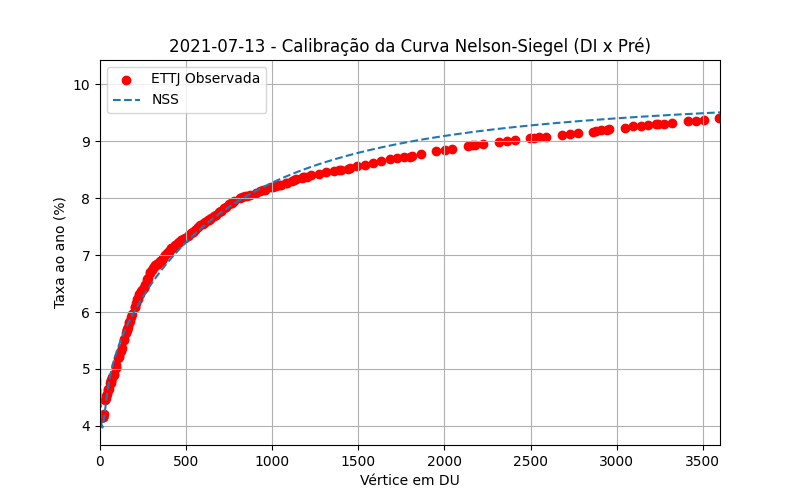 2021-07-13 - Calibração da Curva Nelson-Siegel (DI x Pré)
ETTJ Observada
NSS
Taxa ao ano (%)
10
9
8
7
6
5
4
0 500 1000 1500 2000 2500 3000 3500
Vértice em DU